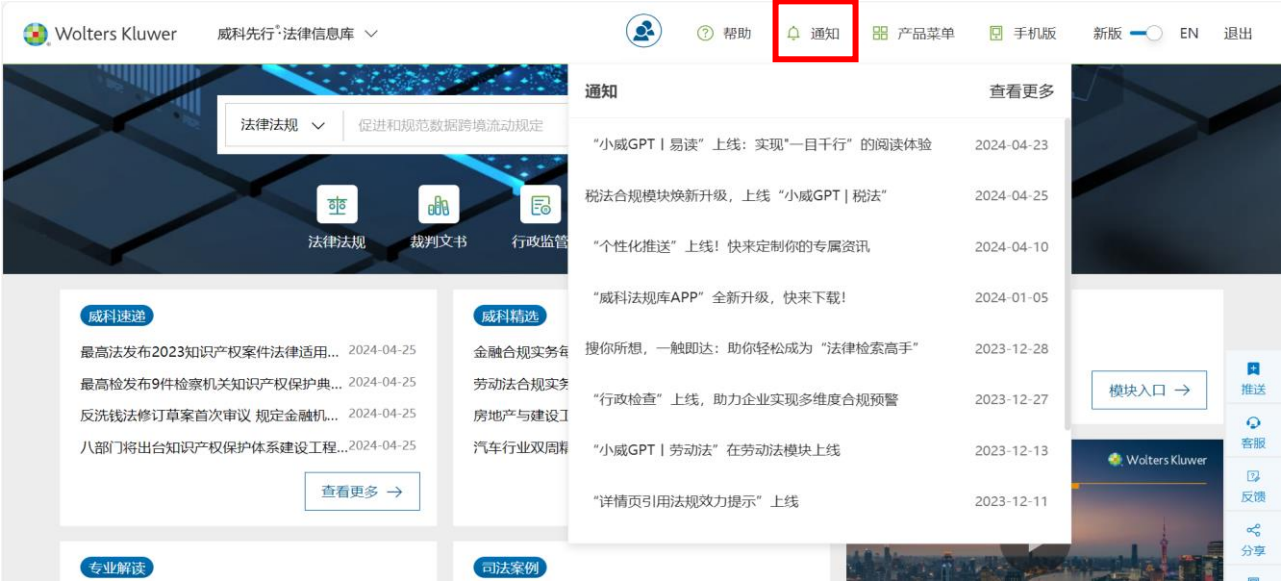 Wolters Kluwer 威科先行·法律信息库 帮助 通知 产品菜单 手机版 新版 EN 退出
通知 查看更多
法律法规 促进和规范数据跨境流动规定
“小威GPT丨易读”上线：实现"一目千行”的阅读体验 2024-04-23
税法合规模块焕新升级，上线“小威GPT | 税法” 2024-04-25
法律法规 裁判文书 行政监管
“个性化推送”上线！快来定制你的专属资讯 2024-04-10
“威科法规库APP”全新升级，快来下载! 2024-01-05
搜你所想，一触即达：助你轻松成为“法律检索高手” 2023-12-28
“行政检查”上线，助力企业实现多维度合规预警 2023-12-27
“小威GPT丨劳动法”在劳动法模块上线 2023-12-13
“详情页引用法规效力提示”上线 2023-12-11
威科速递
最高法发布2023知识产权案件法律适用... 2024-04-25
最高检发布9件检察机关知识产权保护典... 2024-04-25
反洗钱法修订草案首次审议 规定金融机... 2024-04-25
八部门将出台知识产权保护体系建设工程...2024-04-25
查看更多 →
威科精选
金融合规实务每
劳动法合规实务
房地产与建设工
汽车行业双周精
模块入口 →
推送
客服
反馈
分享
Wolters Kluwer
专业解读
司法案例